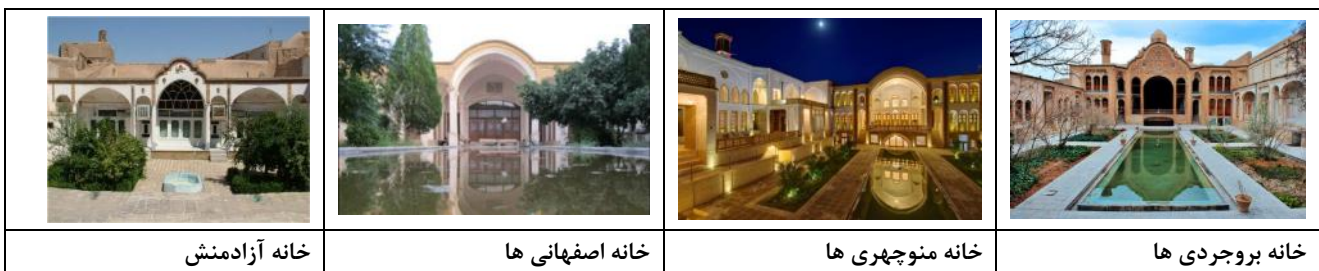 خانه بروجردی ها
خانه منوچهری ها
خانه اصفهانی ها
خانه آزادمنش